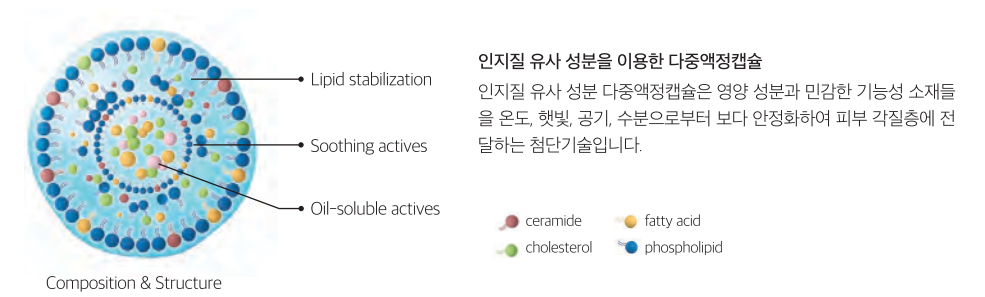 Lipid stabilization
Soothing actives
Oil-soluble actives
Composition & Structure
인지질 유사 성분을 이용한 다중액정캡슐
인지질 유사 성분 다중액정캡슐은 영양 성분과 민감한 기능성 소재들
을 온도, 햇빛, 공기, 수분으로부터 보다 안정화하여 피부 각질층에 전
달하는 첨단기술입니다.
ceramide
fatty acid
cholesterol
phospholipid